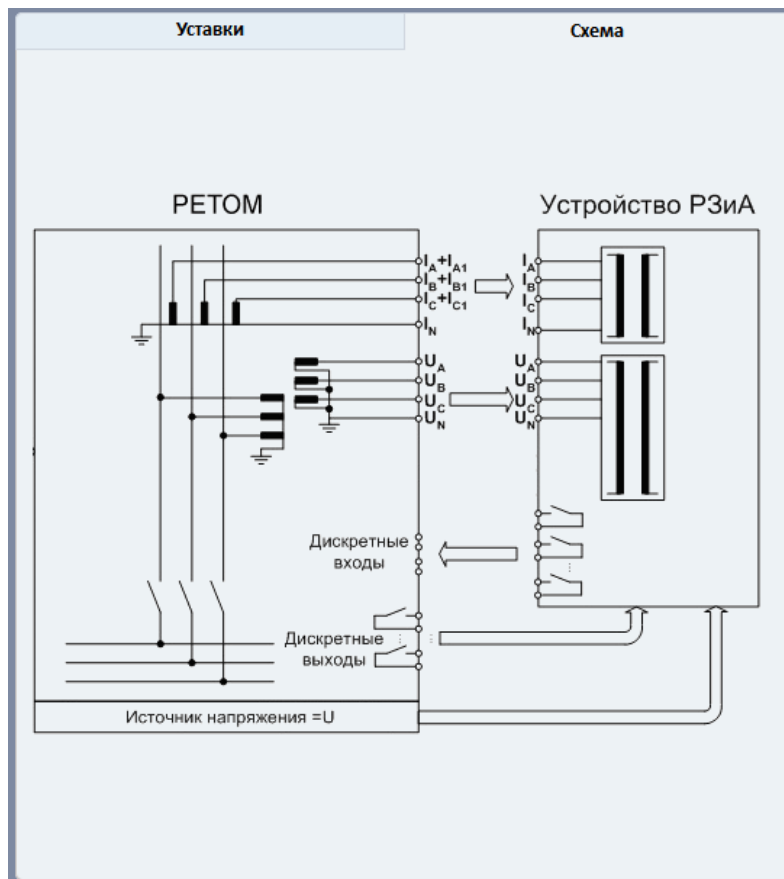 Уставки
Схема
РЕТОМ
Устройство РЗиА
IA+IA1
IB+IB1
IC+IC1
IN
UA
UB
UC
UN
IA
IB
IC
IN
UA
UB
UC
UN
Дискретные
входы
Дискретные
выходы
Источник напряжения =U